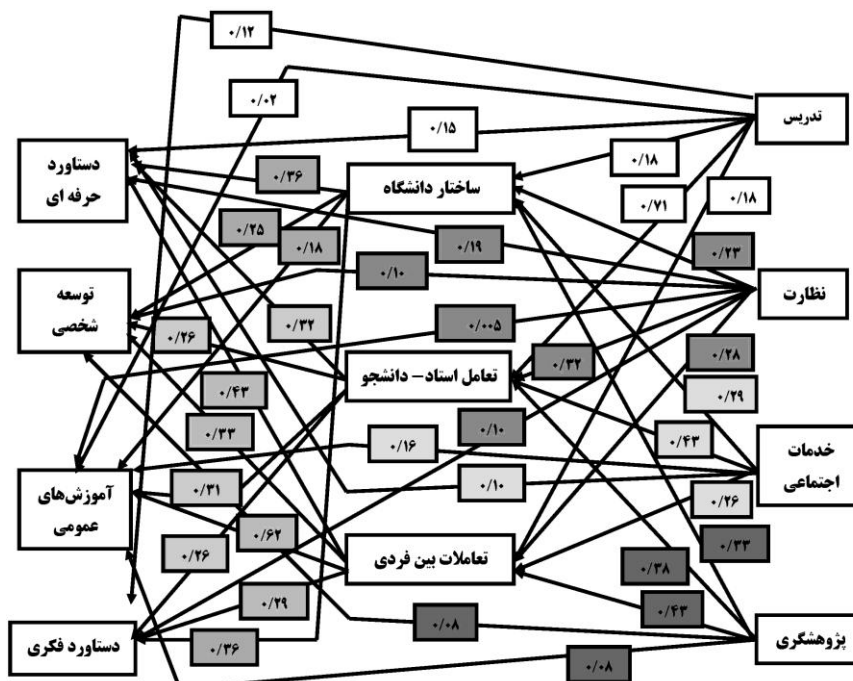 ۰/۱۲
۰/۰۲
تدریس
۰/۱۵
۰/۱۸
دستاورد
حرفه ای
۰/۳۶
ساختار دانشگاه
۰/۷۱
۰/۱۸
۰/۲۵
۰/۱۸
۰/۱۹
۰/۲۳
۰/۱۰
توسعه
شخصی
نظارت
۰/۰۰۵
۰/۳۲
۰/۲۶
تعامل استاد- دانشجو
۰/۳۲
۰/۲۸
۰/۴۳
۰/۲۹
۰/۳۳
۰/۱۰
۰/۱۶
۰/۴۳
خدمات
اجتماعی
۰/۳۱
۰/۱۰
۰/۲۶
آموزش‌های
عمومی
۰/۶۲
۰/۲۶
تعاملات بین فردی
۰/۳۳
۰/۳۸
۰/۲۹
۰/۴۳
۰/۰۸
دستاورد فکری
۰/۳۶
پژوهشگری
۰/۰۸